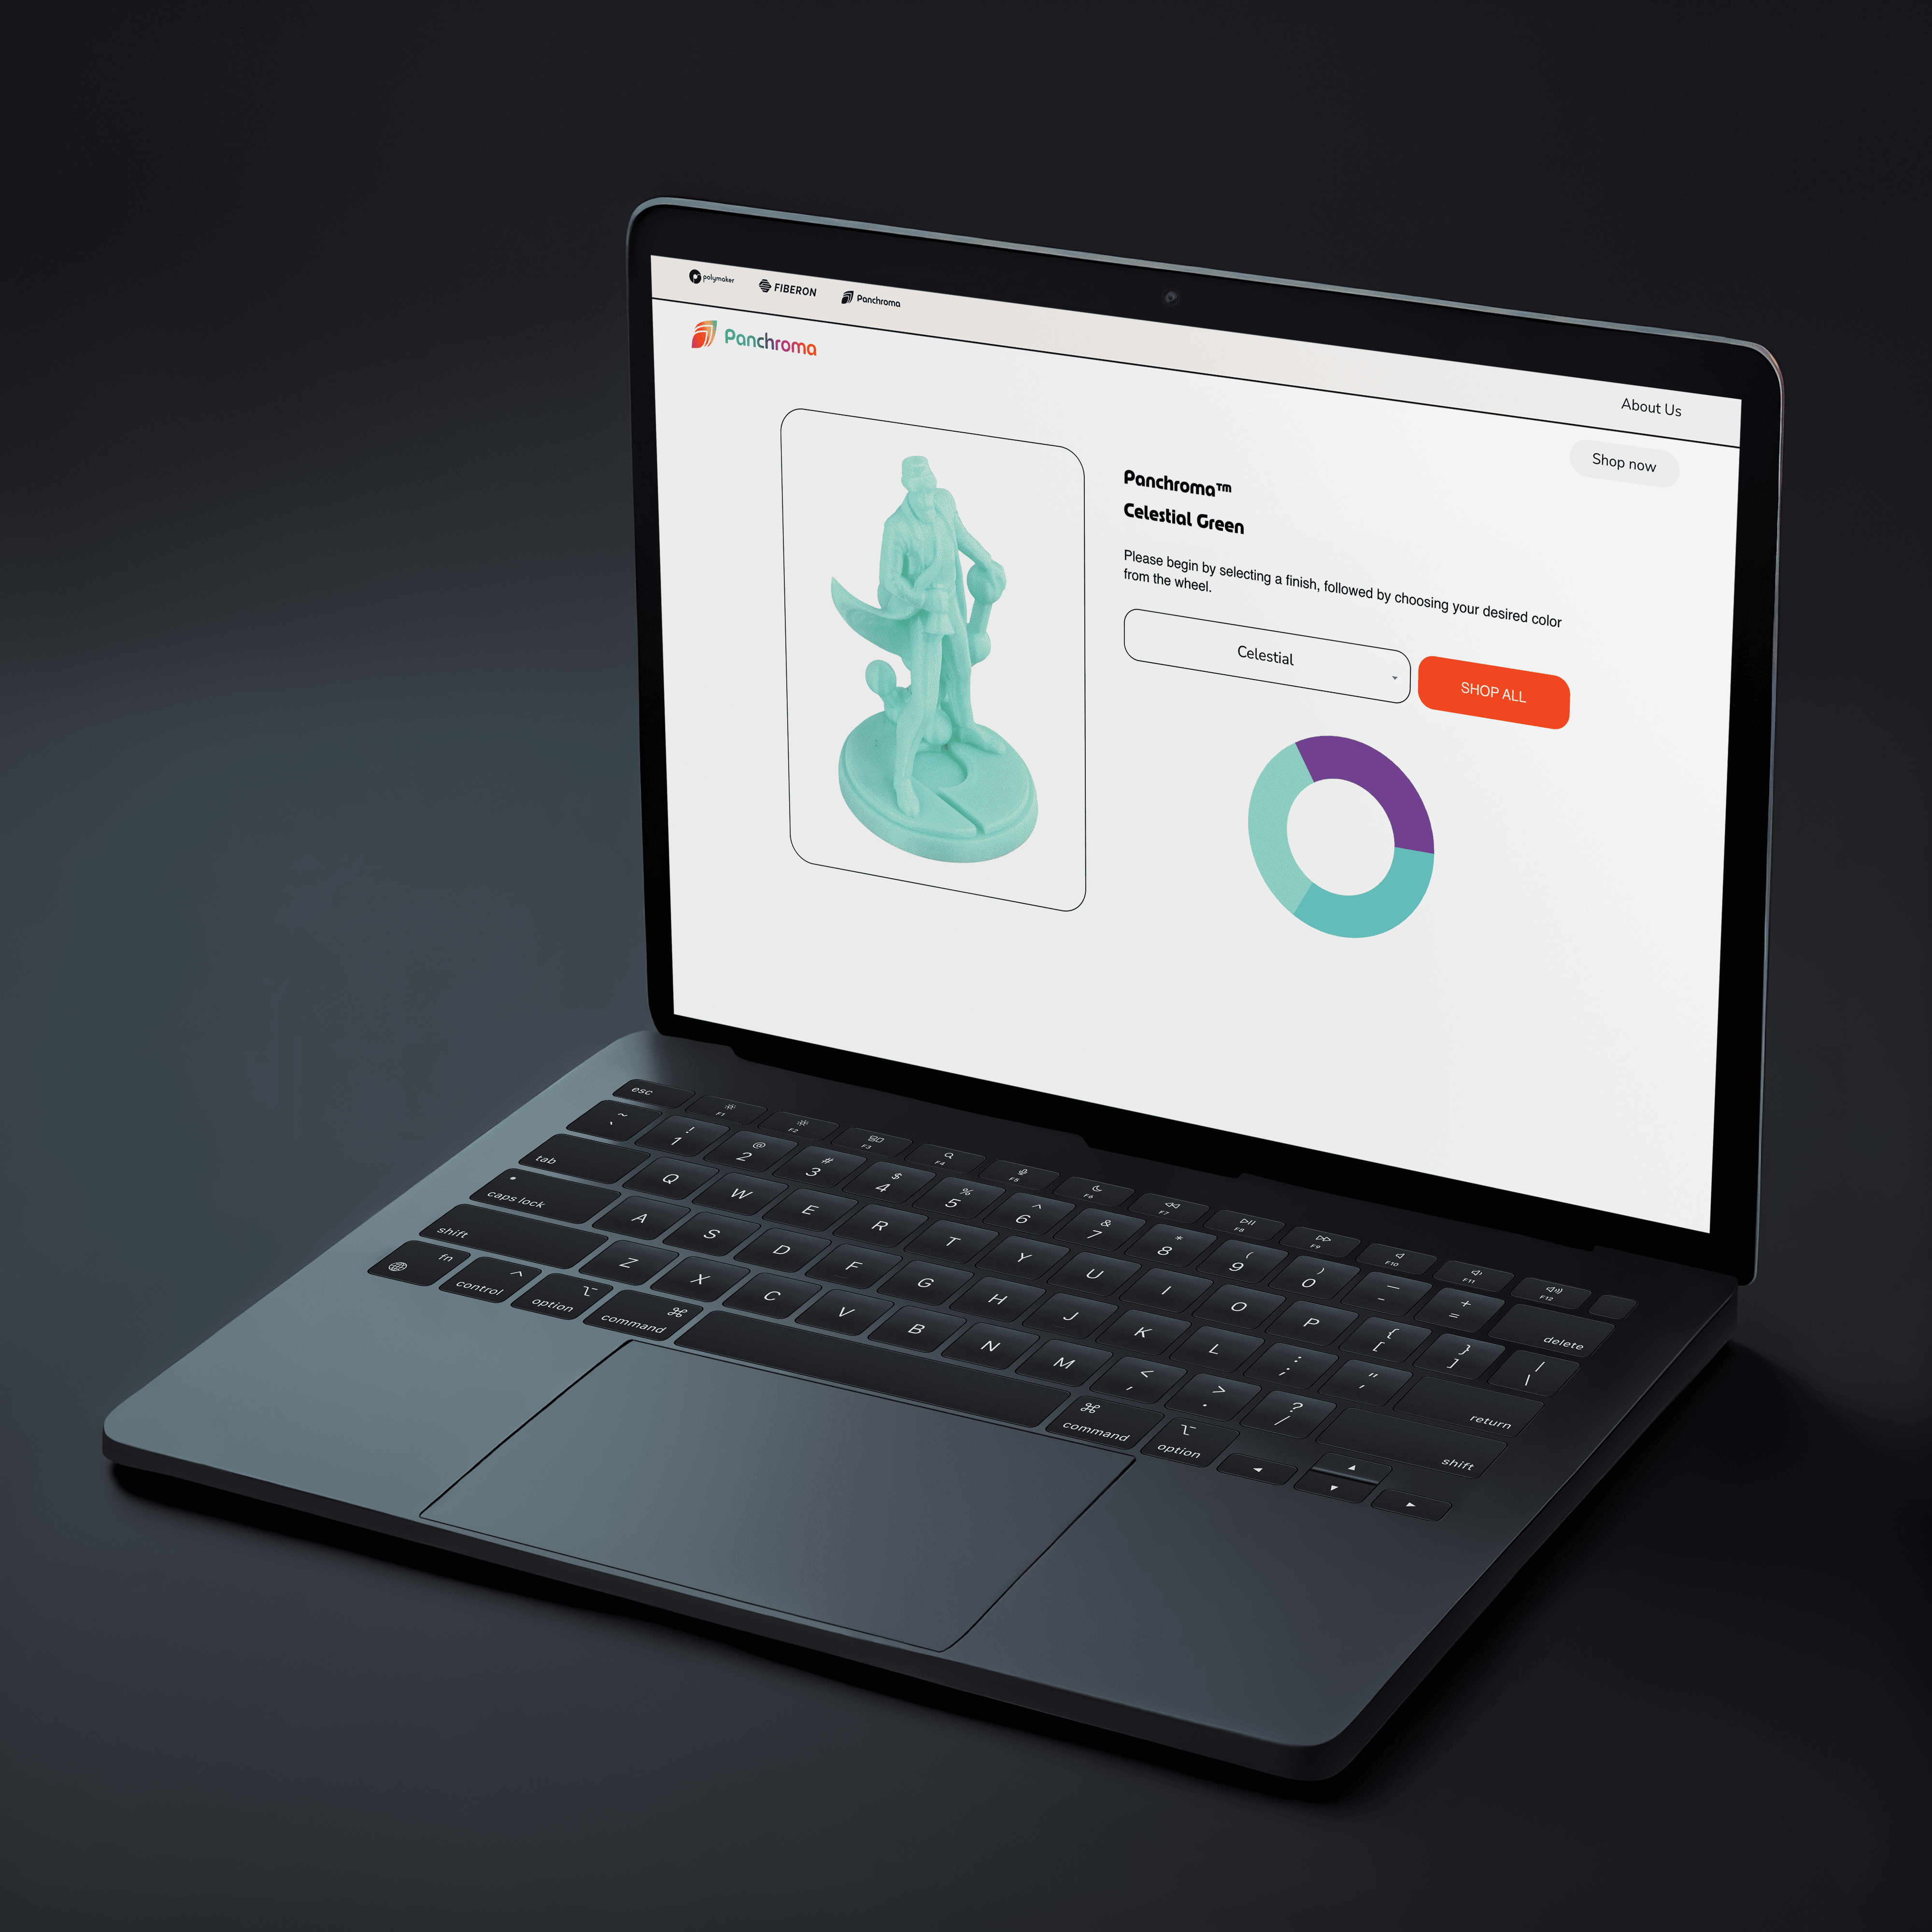 polymaker
FIBERON
Panchroma
About Us
Panchroma
Shop now
Panchroma™
Celestial Green
Please begin by selecting a finish, followed by choosing your desired color
from the wheel.
Celestial
SHOP ALL
esc
F1
F2
F3
F4
F5
F6
F7
F8
F9
F10
F11
F12
~ `
! 1
@ 2
# 3
$ 4
% 5
^ 6
& 7
* 8
( 9
) 0
— -
+ =
delete
tab
Q W E R T Y U I O P
{ [
} ]
| \
caps lock
A S D F G H J K L
: ;
" '
return
shift
Z X C V B N M
< ,
> .
? /
shift
fn
control
option
command
command
option